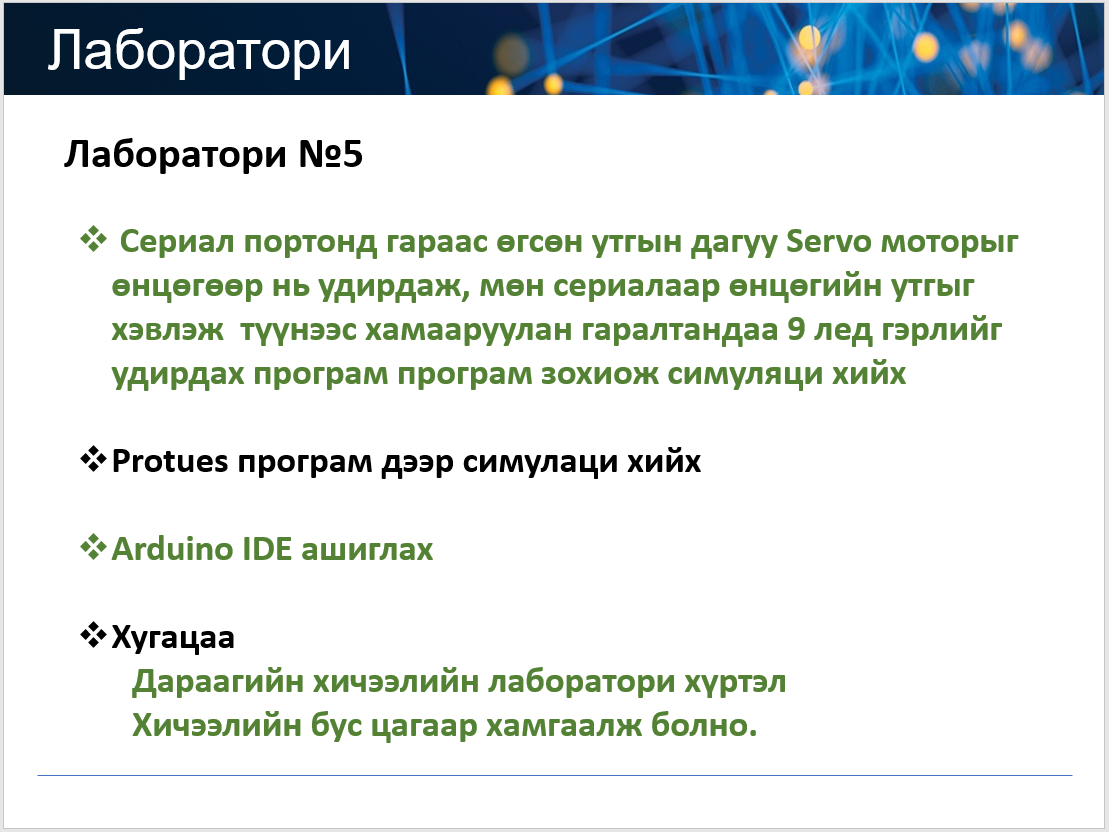 Лаборатори
Лаборатори №5
❖ Сериал портонд гараас өгсөн утгын дагуу Servo моторыг
өнцөгөөр нь удирдаж, мөн сериалаар өнцөгийн утгыг
хэвлэж түүнээс хамааруулан гаралтандаа 9 лед гэрлийг
удирдах програм програм зохиож симуляци хийх
❖Protues програм дээр симулаци хийх
❖Arduino IDE ашиглах
❖Хугацаа
Дараагийн хичээлийн лаборатори хүртэл
Хичээлийн бус цагаар хамгаалж болно.